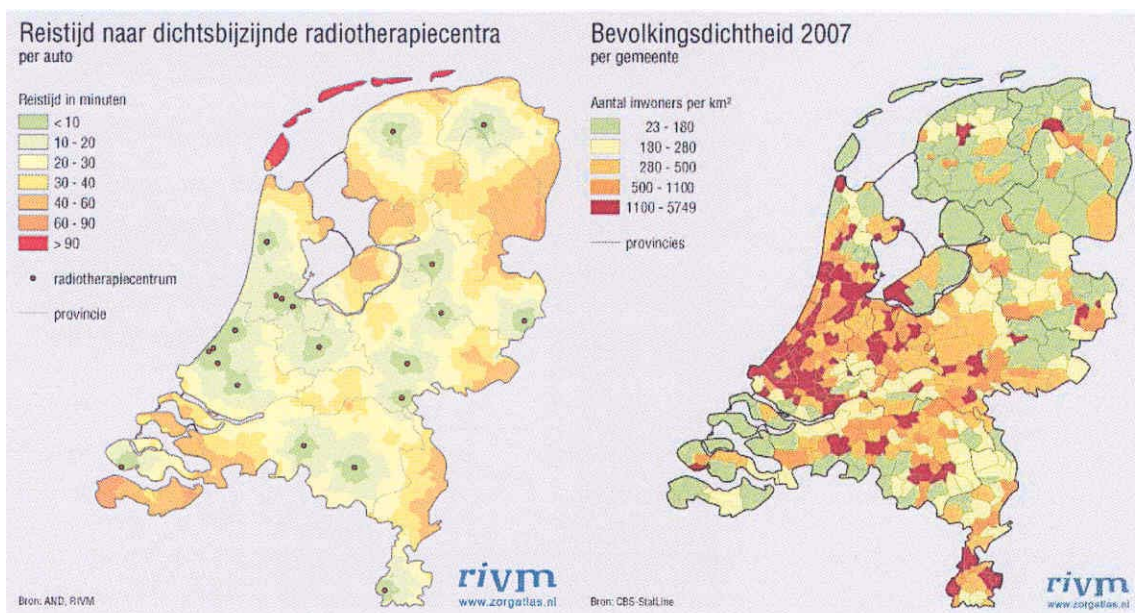 Reistijd naar dichtsbijzijnde radiotherapiecentra
per auto
Reistijd in minuten
< 10
10 - 20
20 - 30
30 - 40
40 - 60
60 - 90
> 90
radiotherapiecentrum
provincie
Bron: AND, RIVM
rivm
www.zorgatlas.nl
Bevolkingsdichtheid 2007
per gemeente
Aantal inwoners per km²
23 - 180
180 - 280
280 - 500
500 - 1100
1100 - 5749
provincies
Bron: CBS-StatLine
rivm
www.zorgatlas.nl